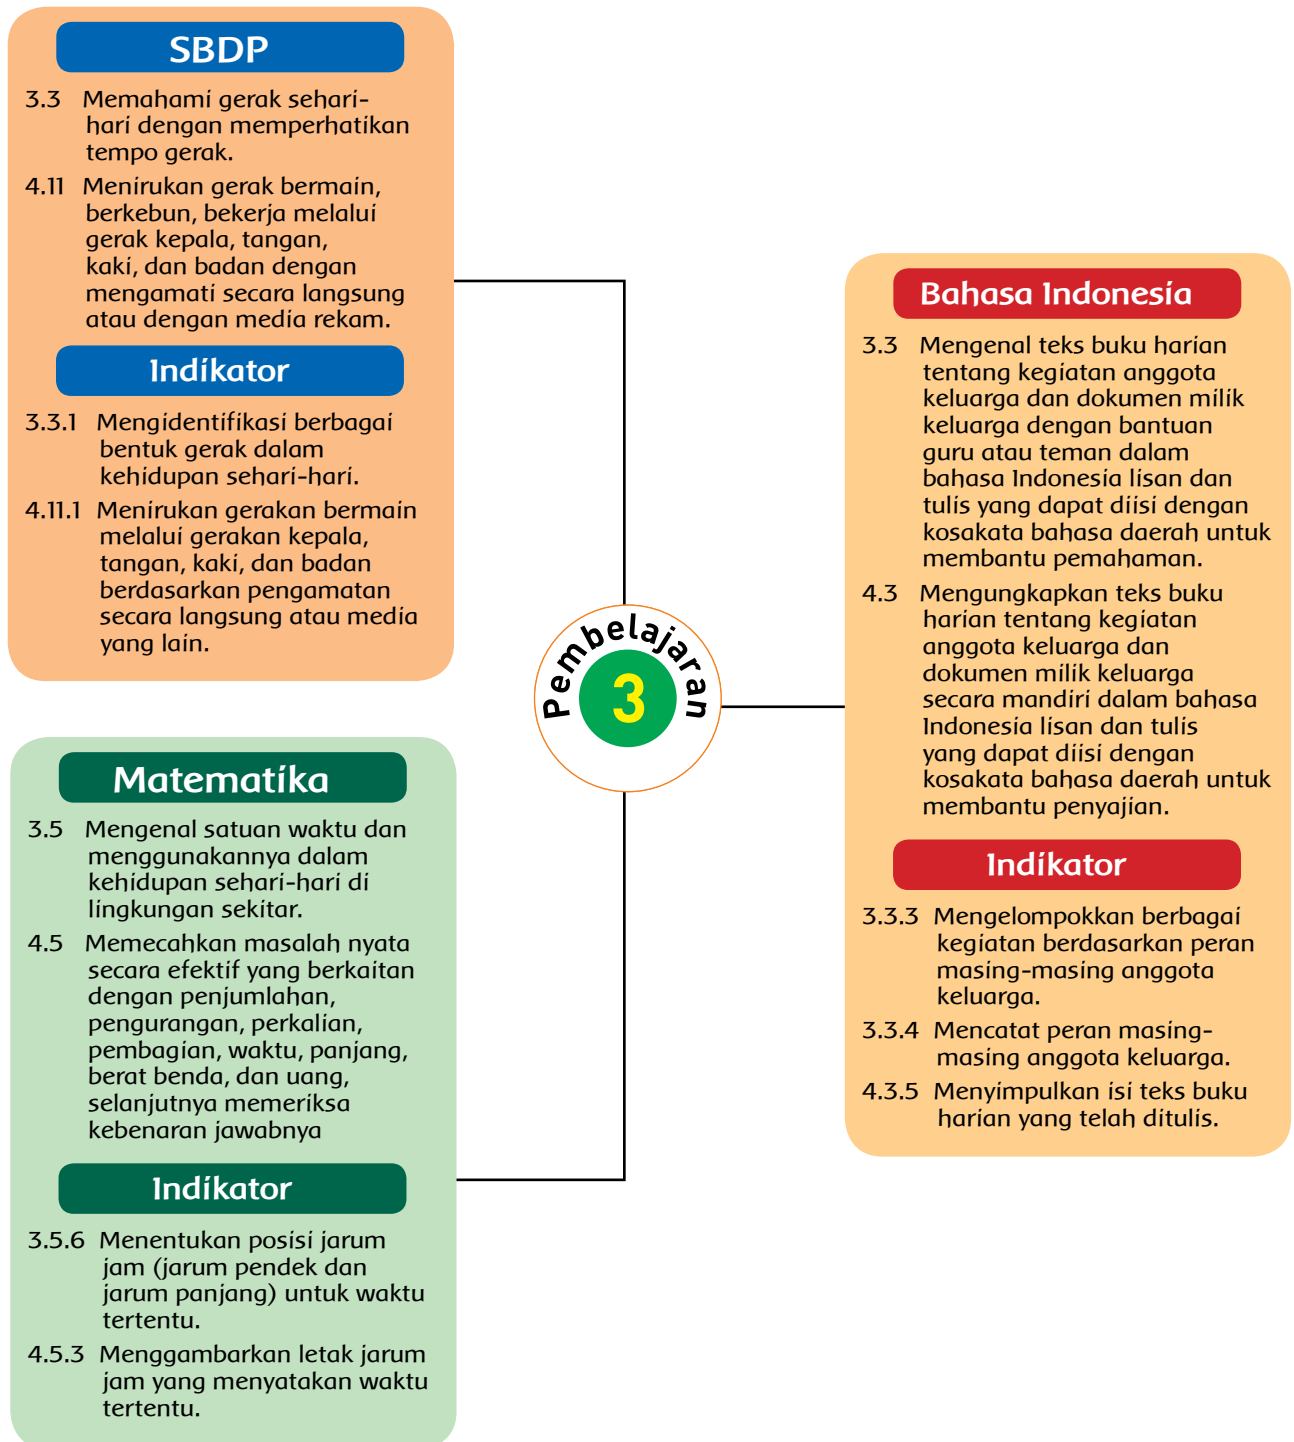 SBDP
3.3 Memahami gerak sehari-
hari dengan memperhatikan
tempo gerak.
4.11 Menirukan gerak bermain,
berkebun, bekerja melalui
gerak kepala, tangan,
kaki, dan badan dengan
mengamati secara langsung
atau dengan media rekam.
Indikator
3.3.1 Mengidentifikasi berbagai
bentuk gerak dalam
kehidupan sehari-hari.
4.11.1 Menirukan gerakan bermain
melalui gerakan kepala,
tangan, kaki, dan badan
berdasarkan pengamatan
secara langsung atau media
yang lain.
Pembelajaran
3
Matematika
3.5 Mengenal satuan waktu dan
menggunakannya dalam
kehidupan sehari-hari di
lingkungan sekitar.
4.5 Memecahkan masalah nyata
secara efektif yang berkaitan
dengan penjumlahan,
pengurangan, perkalian,
pembagian, waktu, panjang,
berat benda, dan uang,
selanjutnya memeriksa
kebenaran jawabnya
Indikator
3.5.6 Menentukan posisi jarum
jam (jarum pendek dan
jarum panjang) untuk waktu
tertentu.
4.5.3 Menggambarkan letak jarum
jam yang menyatakan waktu
tertentu.
Bahasa Indonesia
3.3 Mengenal teks buku harian
tentang kegiatan anggota
keluarga dan dokumen milik
keluarga dengan bantuan
guru atau teman dalam
bahasa Indonesia lisan dan
tulis yang dapat diisi dengan
kosakata bahasa daerah untuk
membantu pemahaman.
4.3 Mengungkapkan teks buku
harian tentang kegiatan
anggota keluarga dan
dokumen milik keluarga
secara mandiri dalam bahasa
Indonesia lisan dan tulis
yang dapat diisi dengan
kosakata bahasa daerah untuk
membantu penyajian.
Indikator
3.3.3 Mengelompokkan berbagai
kegiatan berdasarkan peran
masing-masing anggota
keluarga.
3.3.4 Mencatat peran masing-
masing anggota keluarga.
4.3.5 Menyimpulkan isi teks buku
harian yang telah ditulis.